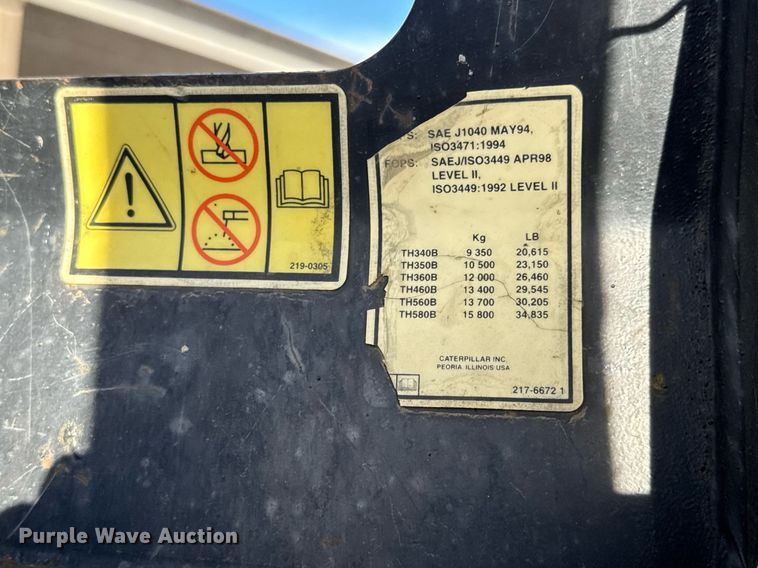 219-0305
SAE J1040 MAY94,
ISO3471:1994
FOPS: SAEJ/ISO3449 APR98
LEVEL II,
ISO3449:1992 LEVEL II
Kg LB
TH340B 9 350 20,615
TH350B 10 500 23,150
TH360B 12 000 26,460
TH460B 13 400 29,545
TH560B 13 700 30,205
TH580B 15 800 34,835
CATERPILLAR INC.
PEORIA, ILLINOIS USA
217-6672 1
Purple Wave Auction